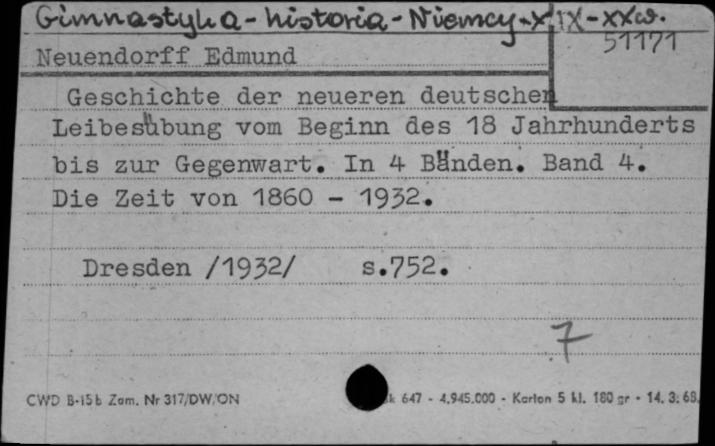 Gimnastyka - historia - Niemcy - XIX - XX w.
51171
Neuendorff Edmund
Geschichte der neueren deutschen
Leibesübung vom Beginn des 18 Jahrhunderts
bis zur Gegenwart. In 4 Bänden. Band 4.
Die Zeit von 1860 - 1932.
Dresden /1932/ s.752.
7
CWD B-15b Zam. Nr 317/DW/ON 647 - 4.945.000 - Karton 5 kl. 180 gr - 14. 3. 68.